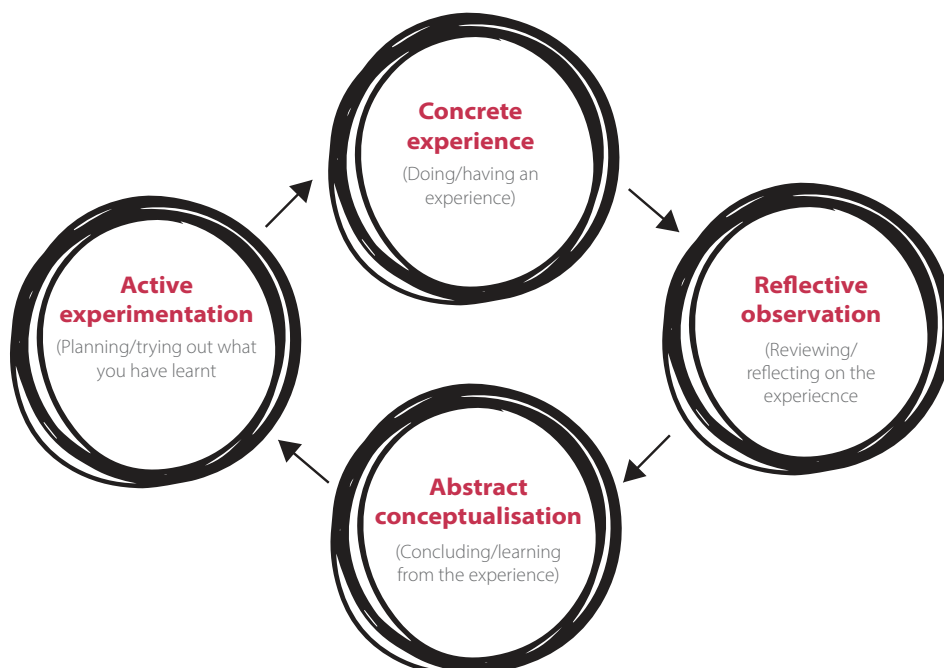 Concrete
experience
(Doing/having an
experience)
Active
experimentation
(Planning/trying out what
you have learnt
Reflective
observation
(Reviewing/
reflecting on the
experiecnce
Abstract
conceptualisation
(Concluding/learning
from the experience)